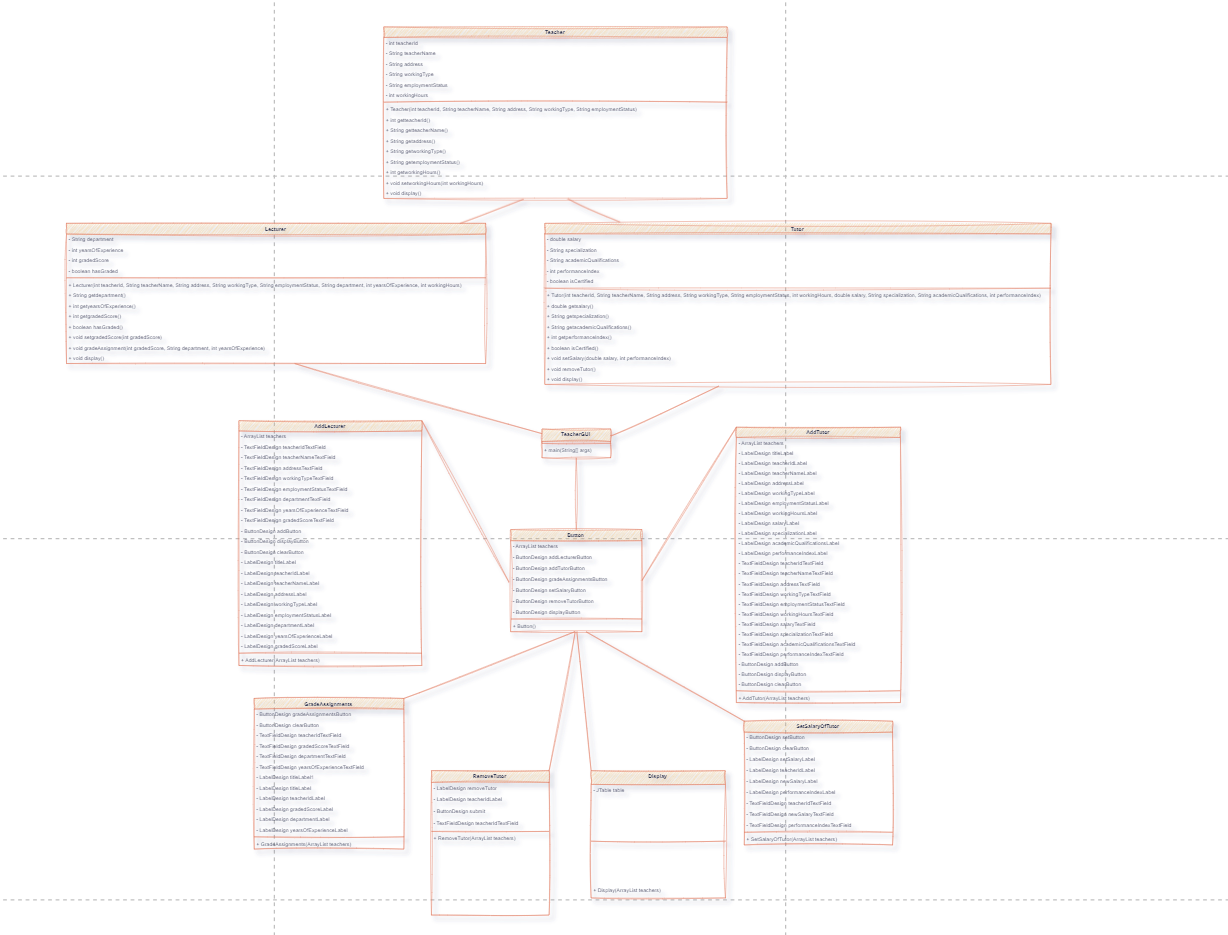 Teacher
- int teacherId
- String teacherName
- String address
- String workingType
- String employmentStatus
- int workingHours
+ Teacher(int teacherId, String teacherName, String address, String workingType, String employmentStatus)
+ int getteacherId()
+ String getteacherName()
+ String getaddress()
+ String getworkingType()
+ String getemploymentStatus()
+ int getworkingHours()
+ void setworkingHours(int workingHours)
+ void display()
Lecturer
- String department
- int yearsOfExperience
- int gradedScore
- boolean hasGraded
+ Lecturer(int teacherId, String teacherName, String address, String workingType, String employmentStatus, String department, int yearsOfExperience, int workingHours)
+ String getdepartment()
+ int getyearsOfExperience()
+ int getgradedScore()
+ boolean hasGraded()
+ void setgradedScore(int gradedScore)
+ void gradeAssignment(int gradedScore, String department, int yearsOfExperience)
+ void display()
Tutor
- double salary
- String specialization
- String academicQualifications
- int performanceIndex
- boolean isCertified
+ Tutor(int teacherId, String teacherName, String address, String workingType, String employmentStatus, int workingHours, double salary, String specialization, String academicQualifications, int performanceIndex)
+ double getsalary()
+ String getspecialization()
+ String getacademicQualifications()
+ int getperformanceIndex()
+ boolean isCertified()
+ void setSalary(double salary, int performanceIndex)
+ void removeTutor()
+ void display()
AddLecturer
- ArrayList teachers
- TextFieldDesign teacherIdTextField
- TextFieldDesign teacherNameTextField
- TextFieldDesign addressTextField
- TextFieldDesign workingTypeTextField
- TextFieldDesign employmentStatusTextField
- TextFieldDesign departmentTextField
- TextFieldDesign yearsOfExperienceTextField
- TextFieldDesign gradedScoreTextField
- ButtonDesign addButton
- ButtonDesign displayButton
- ButtonDesign clearButton
- LabelDesign titleLabel
- LabelDesign teacherIdLabel
- LabelDesign teacherNameLabel
- LabelDesign addressLabel
- LabelDesign workingTypeLabel
- LabelDesign employmentStatusLabel
- LabelDesign departmentLabel
- LabelDesign yearsOfExperienceLabel
- LabelDesign gradedScoreLabel
+ AddLecturer(ArrayList teachers)
TeacherGUI
+ main(String[] args)
AddTutor
- ArrayList teachers
- LabelDesign titleLabel
- LabelDesign teacherIdLabel
- LabelDesign teacherNameLabel
- LabelDesign addressLabel
- LabelDesign workingTypeLabel
- LabelDesign employmentStatusLabel
- LabelDesign workingHoursLabel
- LabelDesign salaryLabel
- LabelDesign specializationLabel
- LabelDesign academicQualificationsLabel
- LabelDesign performanceIndexLabel
- TextFieldDesign teacherIdTextField
- TextFieldDesign teacherNameTextField
- TextFieldDesign addressTextField
- TextFieldDesign workingTypeTextField
- TextFieldDesign employmentStatusTextField
- TextFieldDesign workingHoursTextField
- TextFieldDesign salaryTextField
- TextFieldDesign specializationTextField
- TextFieldDesign academicQualificationsTextField
- TextFieldDesign performanceIndexTextField
- ButtonDesign addButton
- ButtonDesign displayButton
- ButtonDesign clearButton
+ AddTutor(ArrayList teachers)
Button
- ArrayList teachers
- ButtonDesign addLecturerButton
- ButtonDesign addTutorButton
- ButtonDesign gradeAssignmentsButton
- ButtonDesign setSalaryButton
- ButtonDesign removeTutorButton
- ButtonDesign displayButton
+ Button()
GradeAssignments
- ButtonDesign gradeAssignmentsButton
- ButtonDesign clearButton
- TextFieldDesign teacherIdTextField
- TextFieldDesign gradedScoreTextField
- TextFieldDesign departmentTextField
- TextFieldDesign yearsOfExperienceTextField
- LabelDesign titleLabel1
- LabelDesign titleLabel
- LabelDesign teacherIdLabel
- LabelDesign gradedScoreLabel
- LabelDesign departmentLabel
- LabelDesign yearsOfExperienceLabel
+ GradeAssignments(ArrayList teachers)
RemoveTutor
- LabelDesign removeTutor
- LabelDesign teacherIdLabel
- ButtonDesign submit
- TextFieldDesign teacherIdTextField
+ RemoveTutor(ArrayList teachers)
Display
- JTable table
+ Display(ArrayList teachers)
SetSalaryOfTutor
- ButtonDesign setButton
- ButtonDesign clearButton
- LabelDesign setSalaryLabel
- LabelDesign teacherIdLabel
- LabelDesign newSalaryLabel
- LabelDesign performanceIndexLabel
- TextFieldDesign teacherIdTextField
- TextFieldDesign newSalaryTextField
- TextFieldDesign performanceIndexTextField
+ SetSalaryOfTutor(ArrayList teachers)